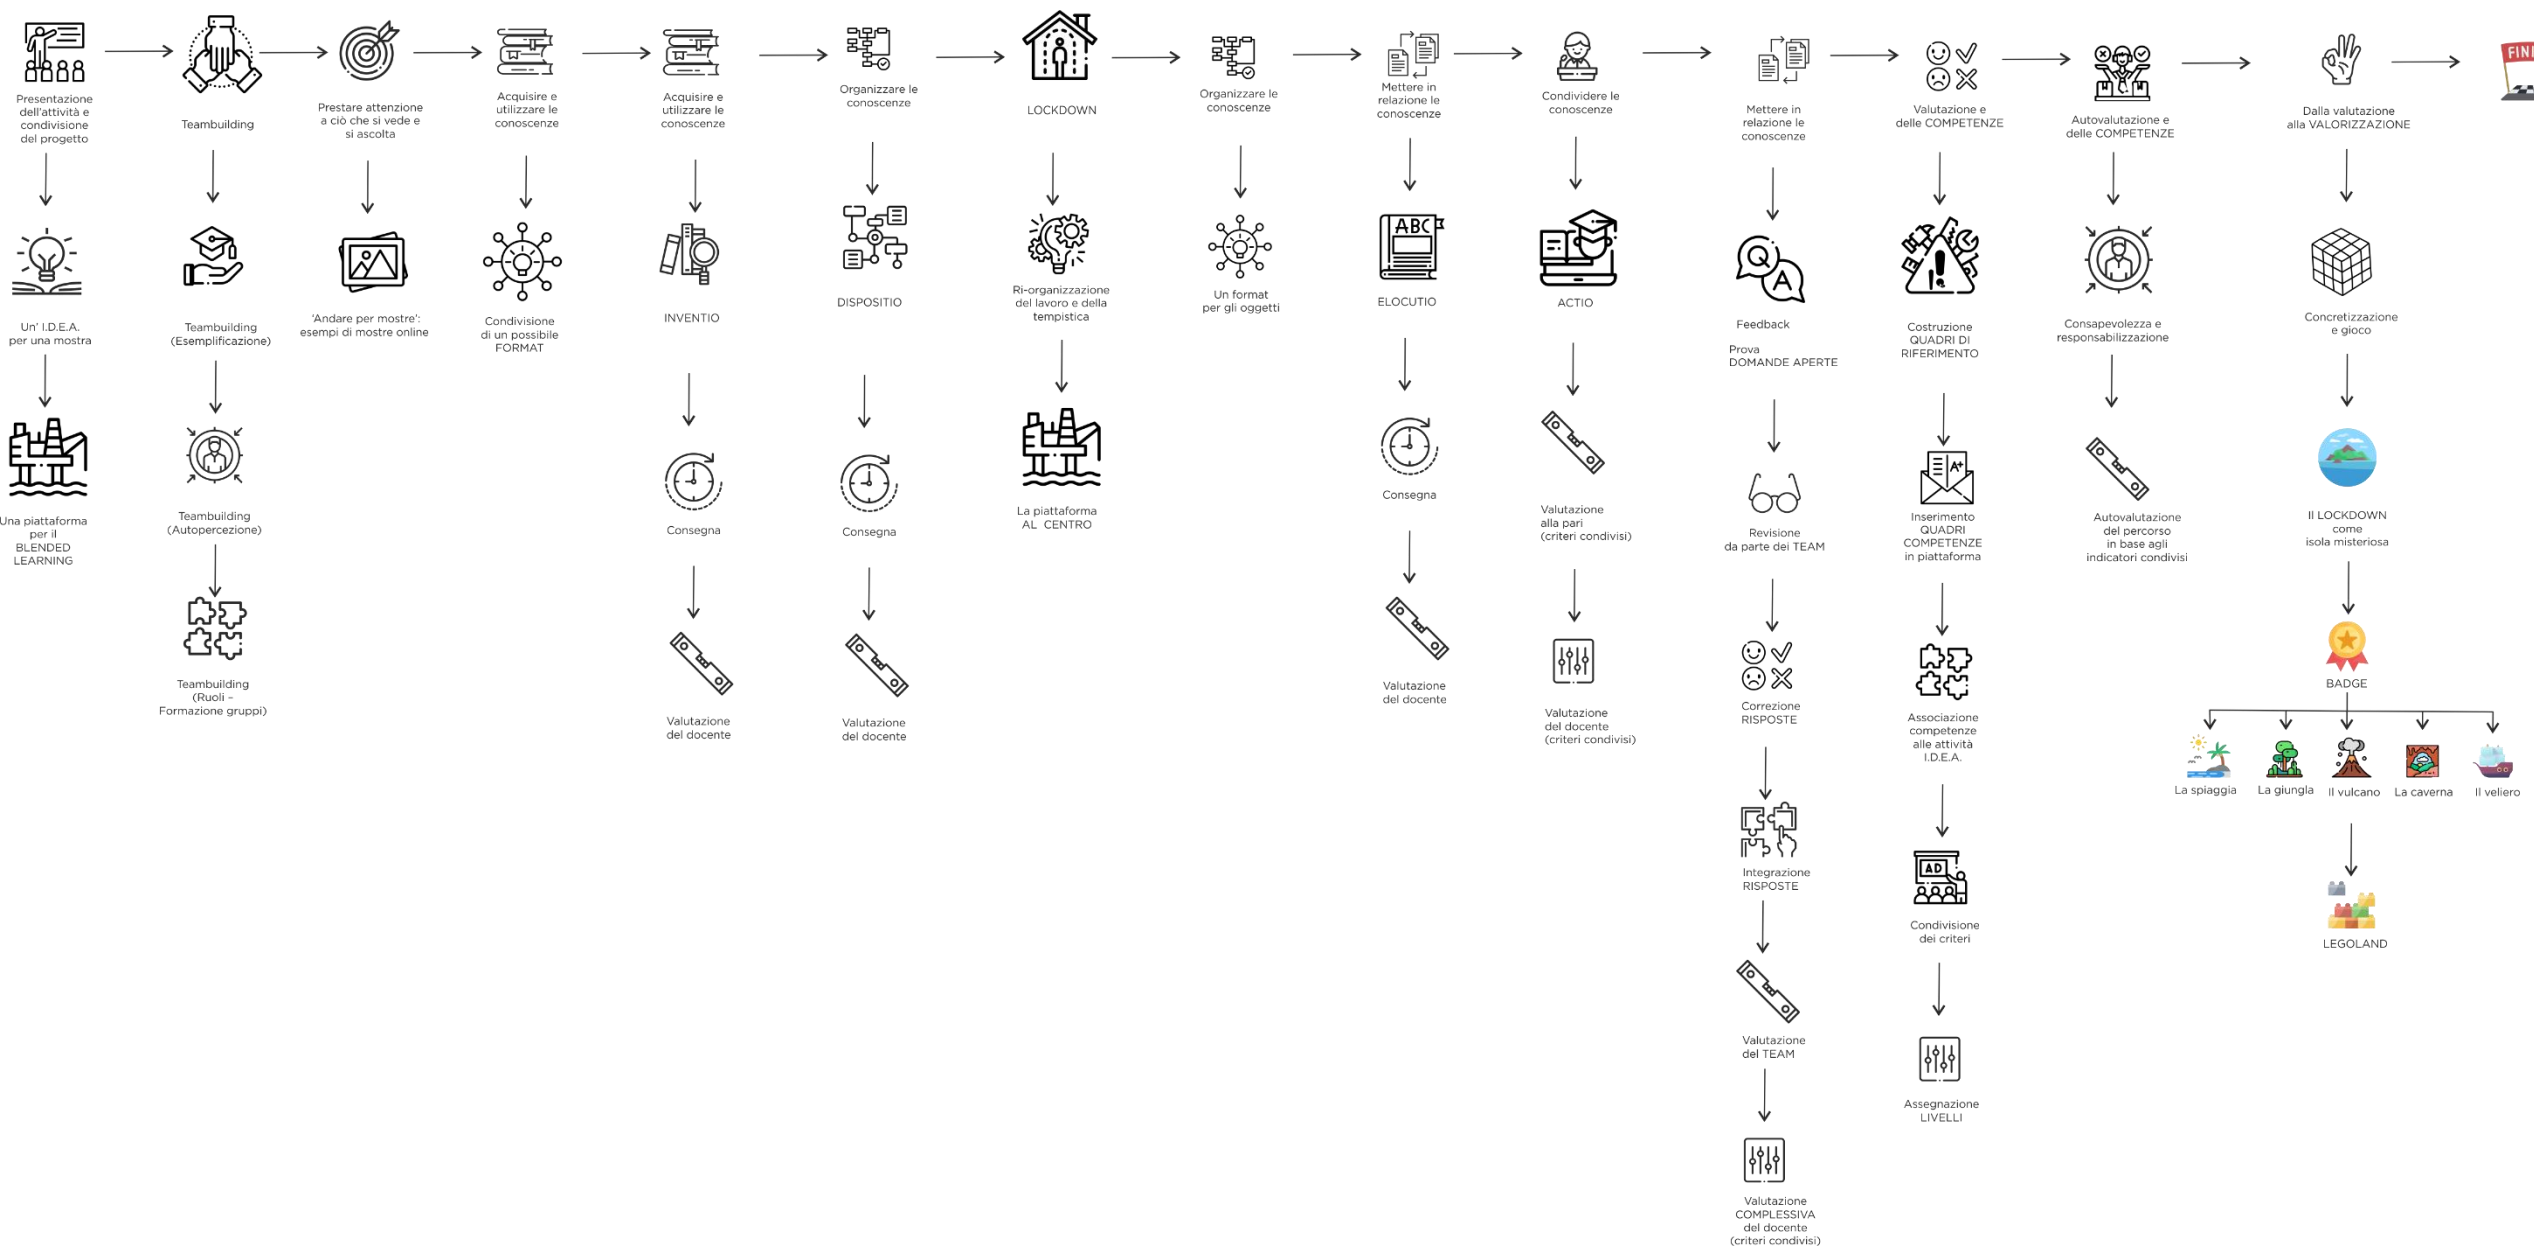 Presentazione
dell'attività e
condivisione
del progetto
Un' I.D.E.A.
per una mostra
Una piattaforma
per il
BLENDED
LEARNING
Teambuilding
Teambuilding
(Esemplificazione)
Teambuilding
(Autopercezione)
Teambuilding
(Ruoli –
Formazione gruppi)
Prestare attenzione
a ciò che si vede e
si ascolta
'Andare per mostre':
esempi di mostre online
Acquisire e
utilizzare le
conoscenze
Condivisione
di un possibile
FORMAT
Acquisire e
utilizzare le
conoscenze
INVENTIO
Consegna
Valutazione
del docente
Organizzare le
conoscenze
DISPOSITIO
Consegna
Valutazione
del docente
LOCKDOWN
Ri-organizzazione
del lavoro e della
tempistica
La piattaforma
AL CENTRO
Organizzare le
conoscenze
Un format
per gli oggetti
Mettere in
relazione le
conoscenze
ABC
ELOCUTIO
Consegna
Valutazione
del docente
Condividere le
conoscenze
ACTIO
Valutazione
alla pari
(criteri condivisi)
Valutazione
del docente
(criteri condivisi)
Mettere in
relazione le
conoscenze
Q
A
Feedback
Prova
DOMANDE APERTE
Revisione
da parte dei TEAM
Correzione
RISPOSTE
Integrazione
RISPOSTE
Valutazione
del TEAM
Valutazione
COMPLESSIVA
del docente
(criteri condivisi)
Valutazione e
delle COMPETENZE
Costruzione
QUADRI DI
RIFERIMENTO
A+
Inserimento
QUADRI
COMPETENZE
in piattaforma
Associazione
competenze
alle attività
I.D.E.A.
AD
Condivisione
dei criteri
Assegnazione
LIVELLI
Autovalutazione e
delle COMPETENZE
Consapevolezza e
responsabilizzazione
Autovalutazione
del percorso
in base agli
indicatori condivisi
Dalla valutazione
alla VALORIZZAZIONE
Concretizzazione
e gioco
Il LOCKDOWN
come
isola misteriosa
BADGE
La spiaggia
La giungla
Il vulcano
La caverna
Il veliero
LEGOLAND